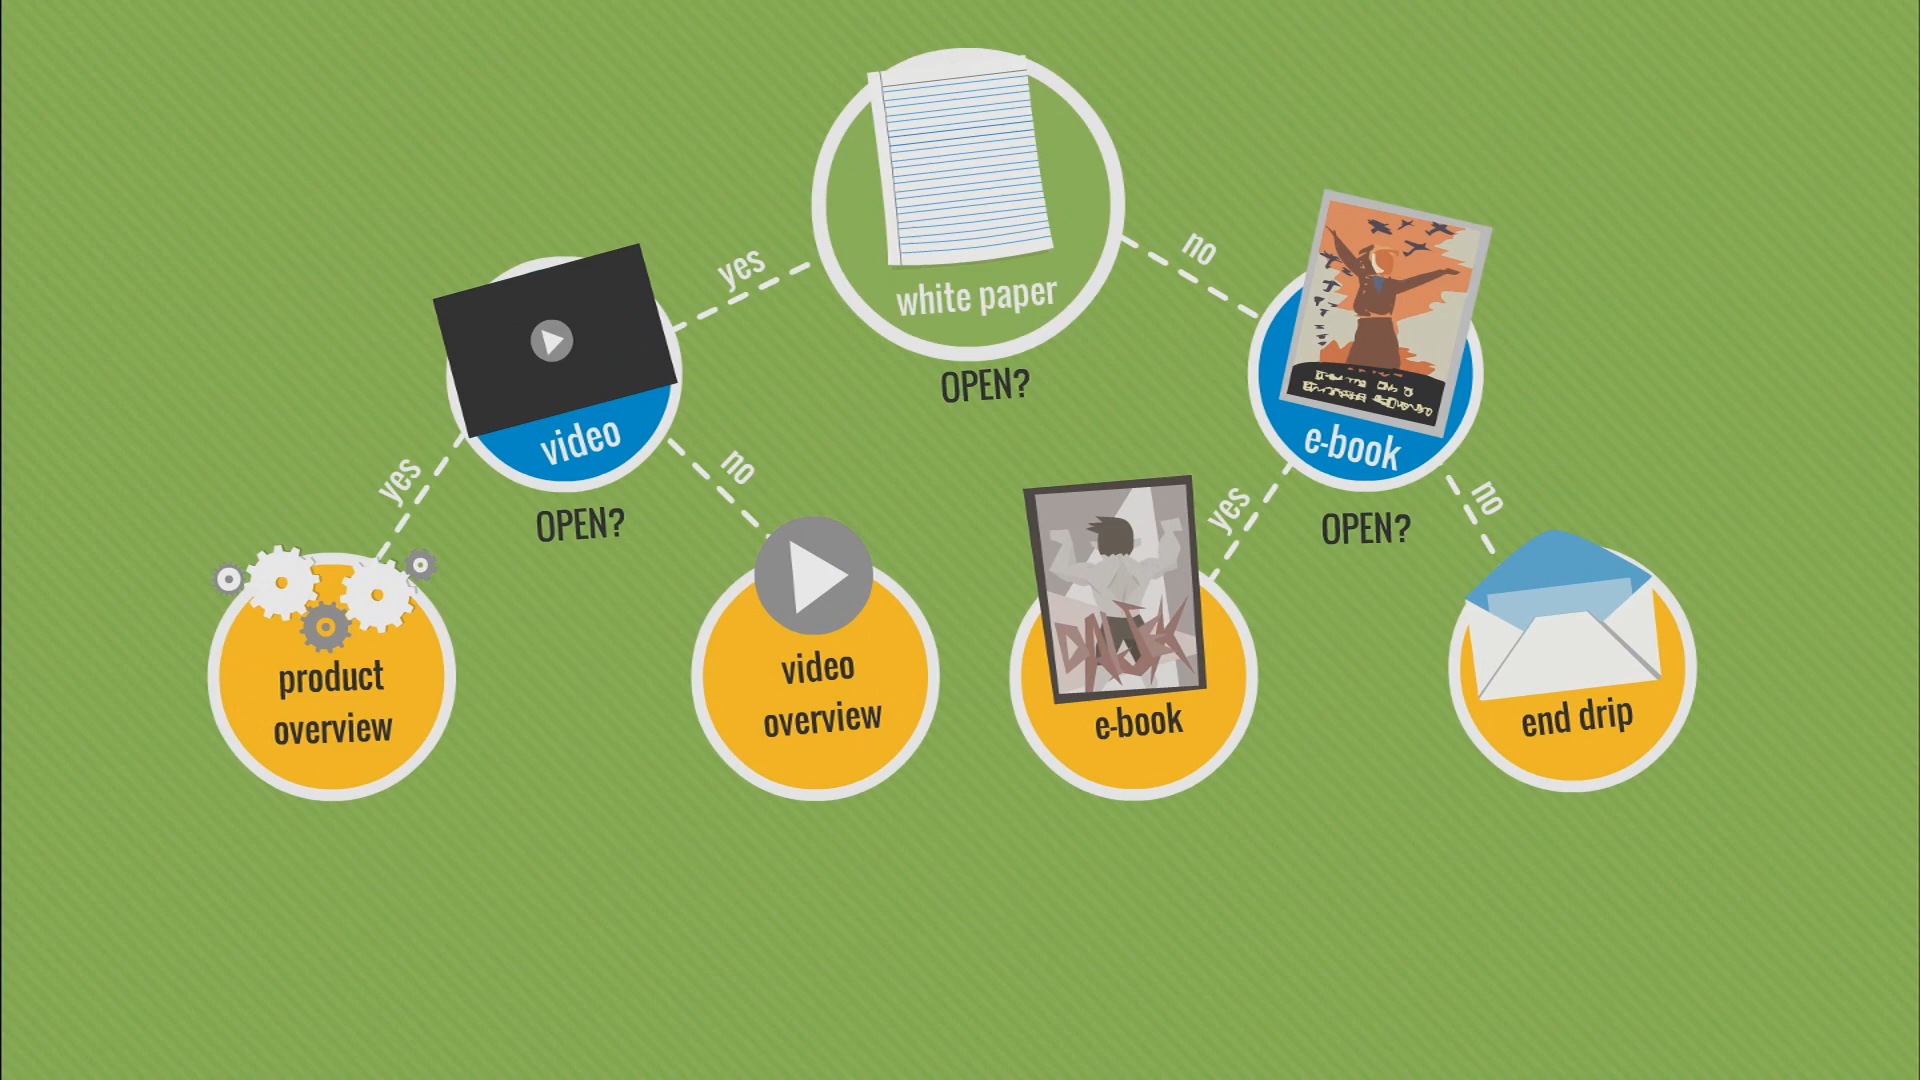 white paper
OPEN?
yes
no
video
OPEN?
e-book
OPEN?
yes
no
yes
no
product
overview
video
overview
e-book
end drip